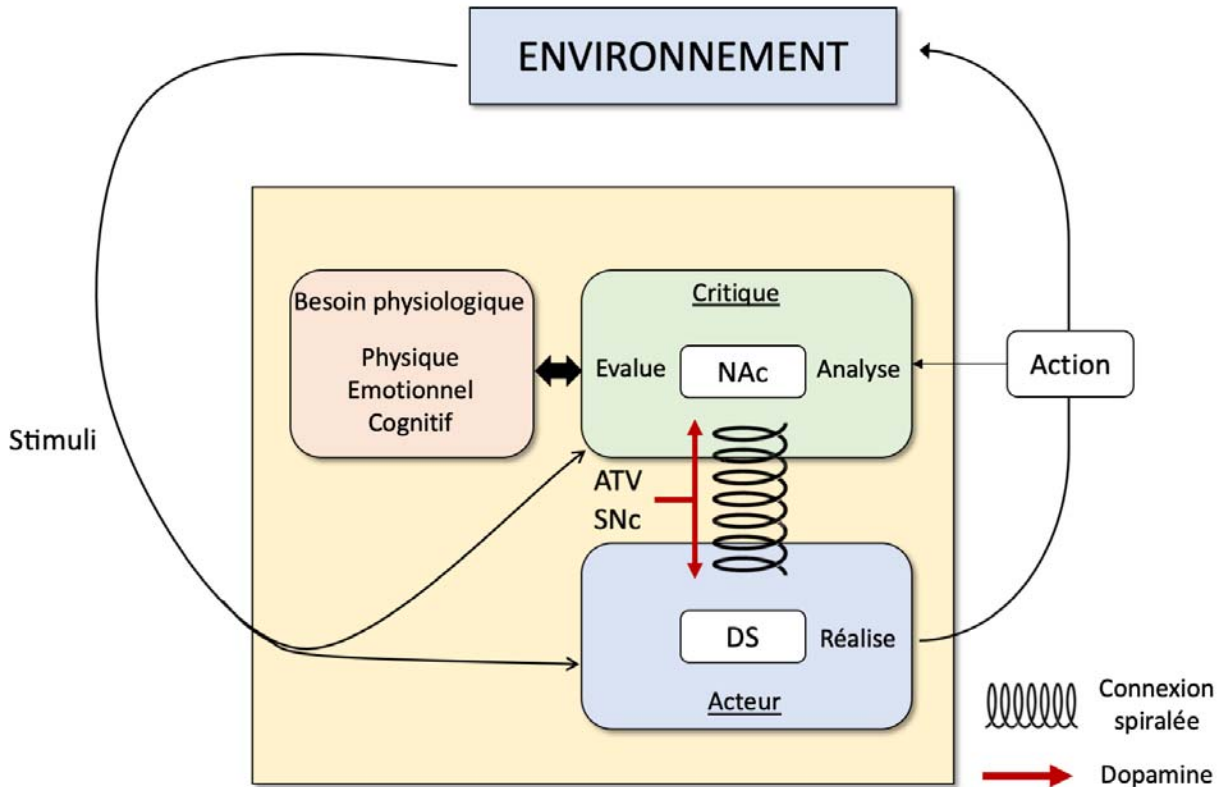 ENVIRONNEMENT
Stimuli
Besoin physiologique
Physique
Emotionnel
Cognitif
Critique
Evalue
NAc
Analyse
Action
ATV
SNc
DS
Réalise
Acteur
Connexion
spiralée
Dopamine